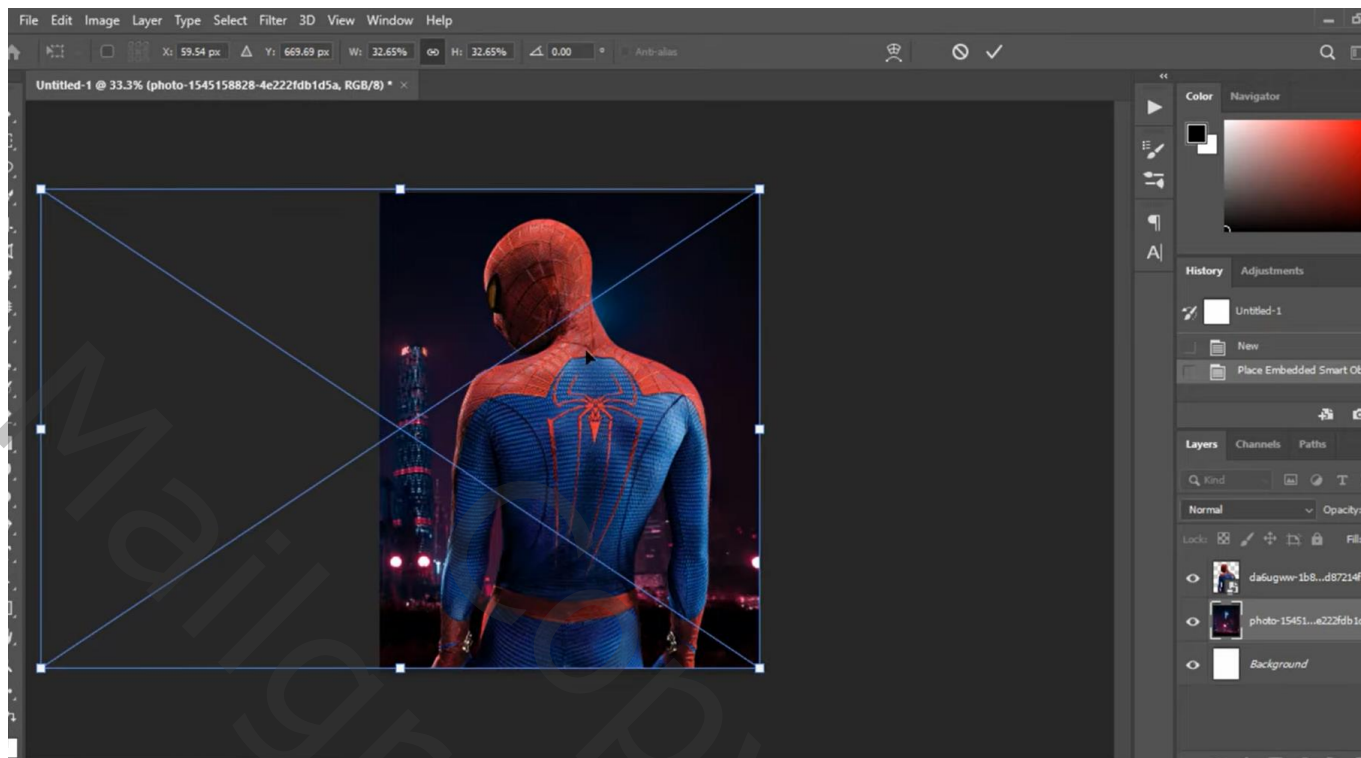 File Edit Image Layer Type Select Filter 3D View Window Help
X: 59.54 px Y: 669.69 px W: 32.65% H: 32.65% 0.00 ° Anti-alias
Untitled-1 @ 33.3% (photo-1545158828-4e222fdb1d5a, RGB/8) * ×
Color Navigator
A|
History Adjustments
Untitled-1
New
Place Embedded Smart Ob
Layers Channels Paths
Kind T
Normal Opacity:
Lock: Fill:
da6ugww-1b8...d87214f
photo-15451...e222fdb1d
Background